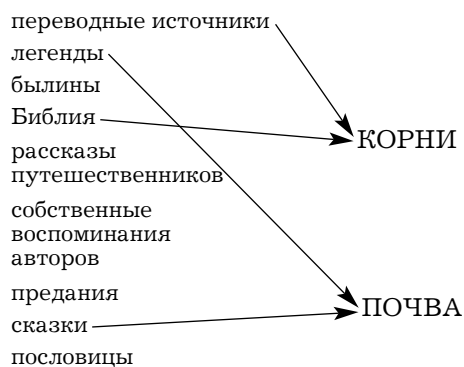 переводные источники
легенды
былины
Библия
КОРНИ
рассказы
путешественников
собственные
воспоминания
авторов
предания
ПОЧВА
сказки
пословицы